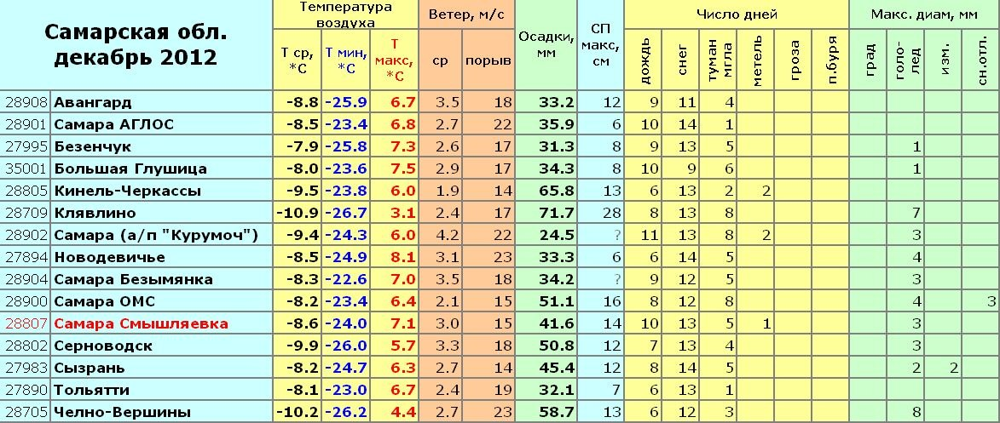 Самарская обл.
декабрь 2012
Температура воздуха
Ветер, м/с
Осадки, мм
СП макс, см
Число дней
Макс. диам, мм
Т ср, *С
Т мин, *С
Т макс, *С
ср
порыв
дождь
снег
туман мгла
метель
гроза
п.буря
град
голо-лед
изм.
сн.отл.
28908 Авангард -8.8 -25.9 6.7 3.5 18 33.2 12 9 11 4
28901 Самара АГЛОС -8.5 -23.4 6.8 2.7 22 35.9 6 10 14 1
27995 Безенчук -7.9 -25.8 7.3 2.6 17 31.3 8 9 13 5 1
35001 Большая Глушица -8.0 -23.6 7.5 2.9 17 34.3 8 10 9 6 1
28805 Кинель-Черкассы -9.5 -23.8 6.0 1.9 14 65.8 13 6 13 2 2
28709 Клявлино -10.9 -26.7 3.1 2.4 17 71.7 28 8 13 8 7
28902 Самара (а/п "Курумоч") -9.4 -24.3 6.0 4.2 22 24.5 ? 11 13 8 2 3
27894 Новодевичье -8.5 -24.9 8.1 3.1 23 33.3 6 6 14 5 4
28904 Самара Безымянка -8.3 -22.6 7.0 3.5 18 34.2 ? 9 12 5 3
28900 Самара ОМС -8.2 -23.4 6.4 2.1 15 51.1 16 8 12 8 4 3
28807 Самара Смышляевка -8.6 -24.0 7.1 3.0 15 41.6 14 10 13 5 1 3
28802 Серноводск -9.9 -26.0 5.7 3.3 18 50.8 12 7 13 4 3
27983 Сызрань -8.2 -24.7 6.3 2.7 14 45.4 12 8 14 5 2 2
27890 Тольятти -8.1 -23.0 6.7 2.4 19 32.1 7 6 13 1
28705 Челно-Вершины -10.2 -26.2 4.4 2.7 23 58.7 13 6 12 3 8